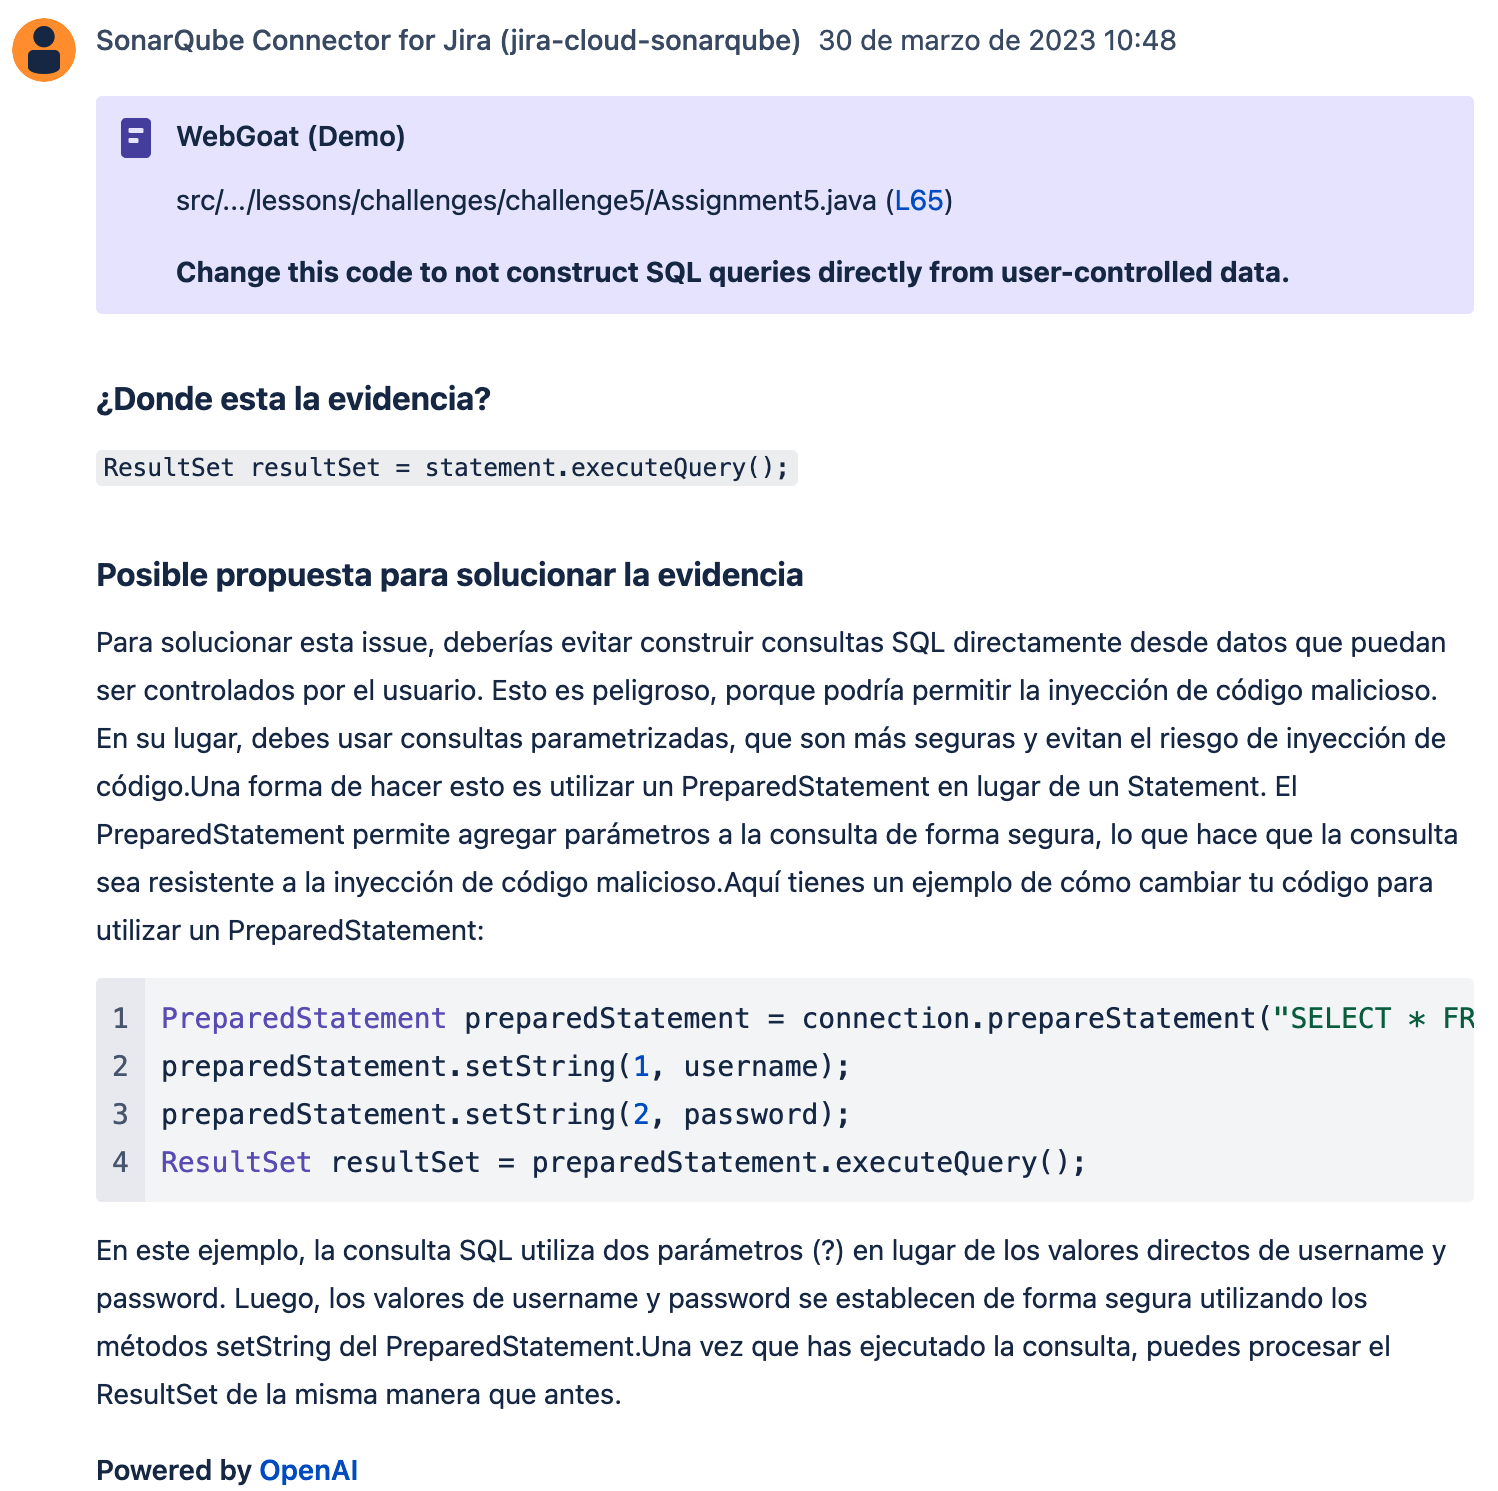 SonarQube Connector for Jira (jira-cloud-sonarqube) 30 de marzo de 2023 10:48
WebGoat (Demo)
src/.../lessons/challenges/challenge5/Assignment5.java (L65)
Change this code to not construct SQL queries directly from user-controlled data.
¿Donde esta la evidencia?
ResultSet resultSet = statement.executeQuery();
Posible propuesta para solucionar la evidencia
Para solucionar esta issue, deberías evitar construir consultas SQL directamente desde datos que puedan
ser controlados por el usuario. Esto es peligroso, porque podría permitir la inyección de código malicioso.
En su lugar, debes usar consultas parametrizadas, que son más seguras y evitan el riesgo de inyección de
código.Una forma de hacer esto es utilizar un PreparedStatement en lugar de un Statement. El
PreparedStatement permite agregar parámetros a la consulta de forma segura, lo que hace que la consulta
sea resistente a la inyección de código malicioso.Aquí tienes un ejemplo de cómo cambiar tu código para
utilizar un PreparedStatement:
1 PreparedStatement preparedStatement = connection.prepareStatement("SELECT * FR
2 preparedStatement.setString(1, username);
3 preparedStatement.setString(2, password);
4 ResultSet resultSet = preparedStatement.executeQuery();
En este ejemplo, la consulta SQL utiliza dos parámetros (?) en lugar de los valores directos de username y
password. Luego, los valores de username y password se establecen de forma segura utilizando los
métodos setString del PreparedStatement.Una vez que has ejecutado la consulta, puedes procesar el
ResultSet de la misma manera que antes.
Powered by OpenAI